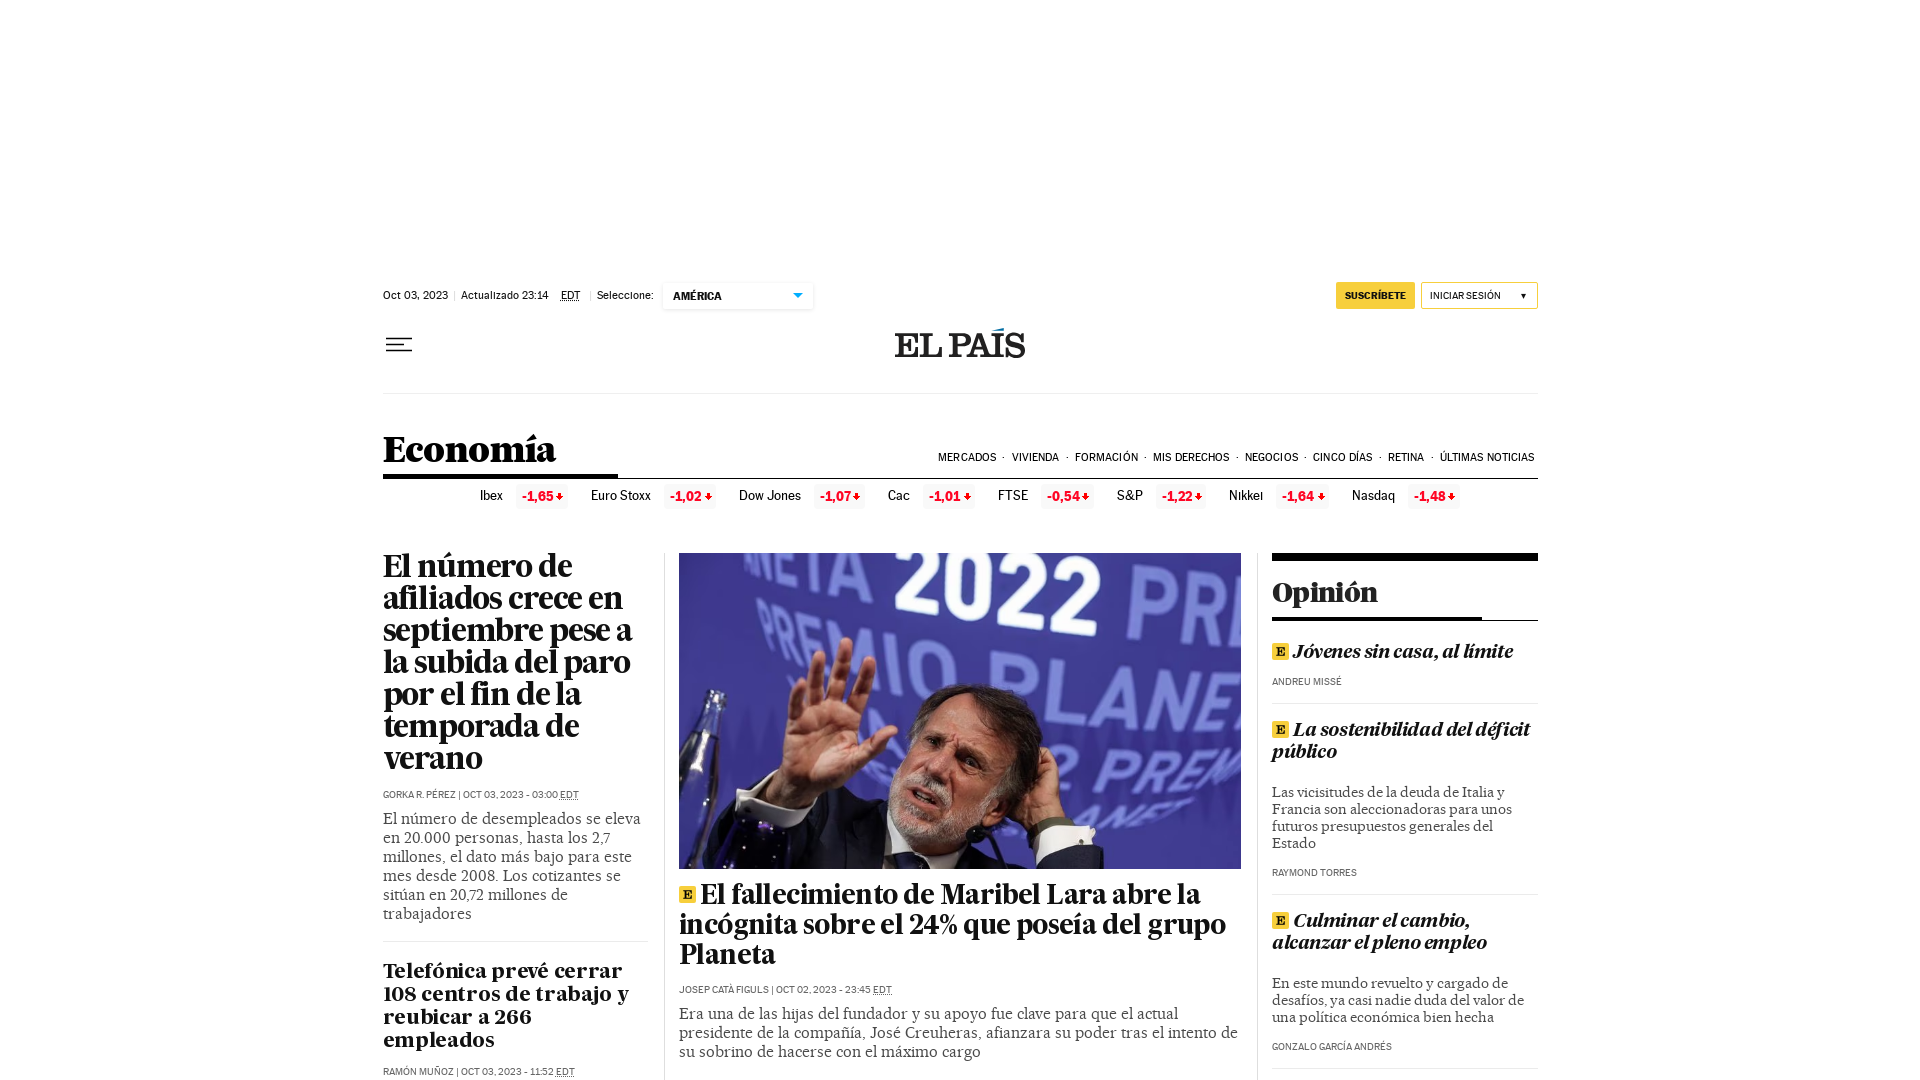 Oct 03, 2023 | Actualizado 23:14 EDT | Seleccione: AMÉRICA
SUSCRÍBETE INICIAR SESIÓN ▼
EL PAÍS
Economía
MERCADOS · VIVIENDA · FORMACIÓN · MIS DERECHOS · NEGOCIOS · CINCO DÍAS · RETINA · ÚLTIMAS NOTICIAS
Ibex -1,65 Euro Stoxx -1,02 Dow Jones -1,07 Cac -1,01 FTSE -0,54 S&P -1,22 Nikkei -1,64 Nasdaq -1,48
El número de
afiliados crece en
septiembre pese a
la subida del paro
por el fin de la
temporada de
verano
GORKA R. PÉREZ | OCT 03, 2023 - 03:00 EDT
El número de desempleados se eleva
en 20.000 personas, hasta los 2,7
millones, el dato más bajo para este
mes desde 2008. Los cotizantes se
sitúan en 20,72 millones de
trabajadores
Telefónica prevé cerrar
108 centros de trabajo y
reubicar a 266
empleados
RAMÓN MUÑOZ | OCT 03, 2023 - 11:52 EDT
ANETA 2022 PRE
PREMIO PLANETA
PREMIO PLANET
NETA
2 PREMI
PLANET
E El fallecimiento de Maribel Lara abre la
incógnita sobre el 24% que poseía del grupo
Planeta
JOSEP CATÀ FIGULS | OCT 02, 2023 - 23:45 EDT
Era una de las hijas del fundador y su apoyo fue clave para que el actual
presidente de la compañía, José Creuheras, afianzara su poder tras el intento de
su sobrino de hacerse con el máximo cargo
Opinión
E Jóvenes sin casa, al límite
ANDREU MISSÉ
E La sostenibilidad del déficit
público
Las vicisitudes de la deuda de Italia y
Francia son aleccionadoras para unos
futuros presupuestos generales del
Estado
RAYMOND TORRES
E Culminar el cambio,
alcanzar el pleno empleo
En este mundo revuelto y cargado de
desafíos, ya casi nadie duda del valor de
una política económica bien hecha
GONZALO GARCÍA ANDRÉS